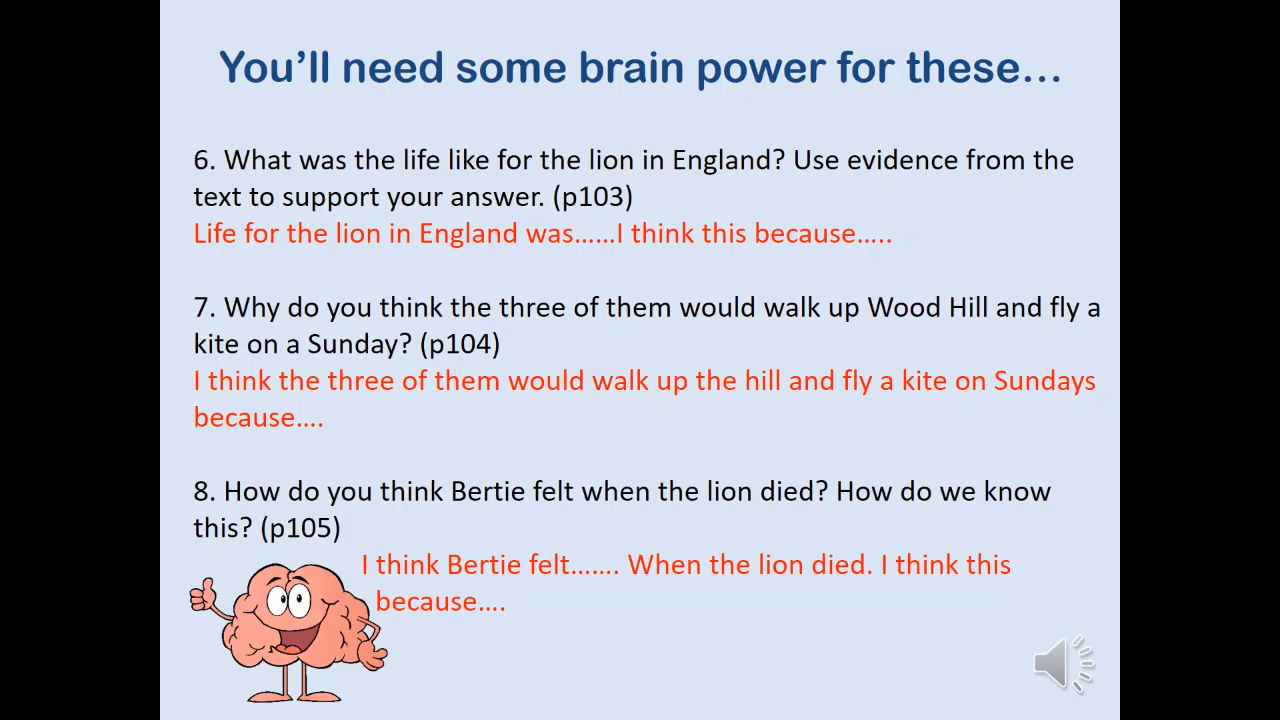 You’ll need some brain power for these…
6. What was the life like for the lion in England? Use evidence from the
text to support your answer. (p103)
Life for the lion in England was……I think this because…..
7. Why do you think the three of them would walk up Wood Hill and fly a
kite on a Sunday? (p104)
I think the three of them would walk up the hill and fly a kite on Sundays
because….
8. How do you think Bertie felt when the lion died? How do we know
this? (p105)
I think Bertie felt……. When the lion died. I think this
because….